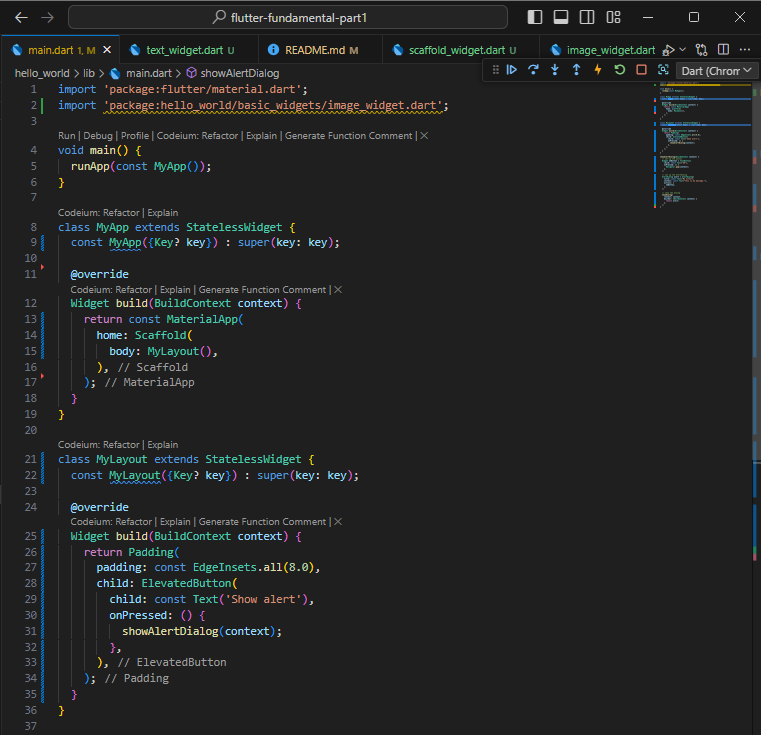 flutter-fundamental-part1
main.dart 1, M
text_widget.dart U
README.md M
scaffold_widget.dart U
image_widget.dart
hello_world > lib > main.dart > showAlertDialog
Dart (Chrom
1 import 'package:flutter/material.dart';
2 import 'package:hello_world/basic_widgets/image_widget.dart';
3
Run | Debug | Profile | Codeium: Refactor | Explain | Generate Function Comment | ×
4 void main() {
5 runApp(const MyApp());
6 }
7
Codeium: Refactor | Explain
8 class MyApp extends StatelessWidget {
9 const MyApp({Key? key}) : super(key: key);
10
11 @override
Codeium: Refactor | Explain | Generate Function Comment | ×
12 Widget build(BuildContext context) {
13 return const MaterialApp(
14 home: Scaffold(
15 body: MyLayout(),
16 ), // Scaffold
17 ); // MaterialApp
18 }
19 }
20
Codeium: Refactor | Explain
21 class MyLayout extends StatelessWidget {
22 const MyLayout({Key? key}) : super(key: key);
23
24 @override
Codeium: Refactor | Explain | Generate Function Comment | ×
25 Widget build(BuildContext context) {
26 return Padding(
27 padding: const EdgeInsets.all(8.0),
28 child: ElevatedButton(
29 child: const Text('Show alert'),
30 onPressed: () {
31 showAlertDialog(context);
32 },
33 ), // ElevatedButton
34 ); // Padding
35 }
36 }
37